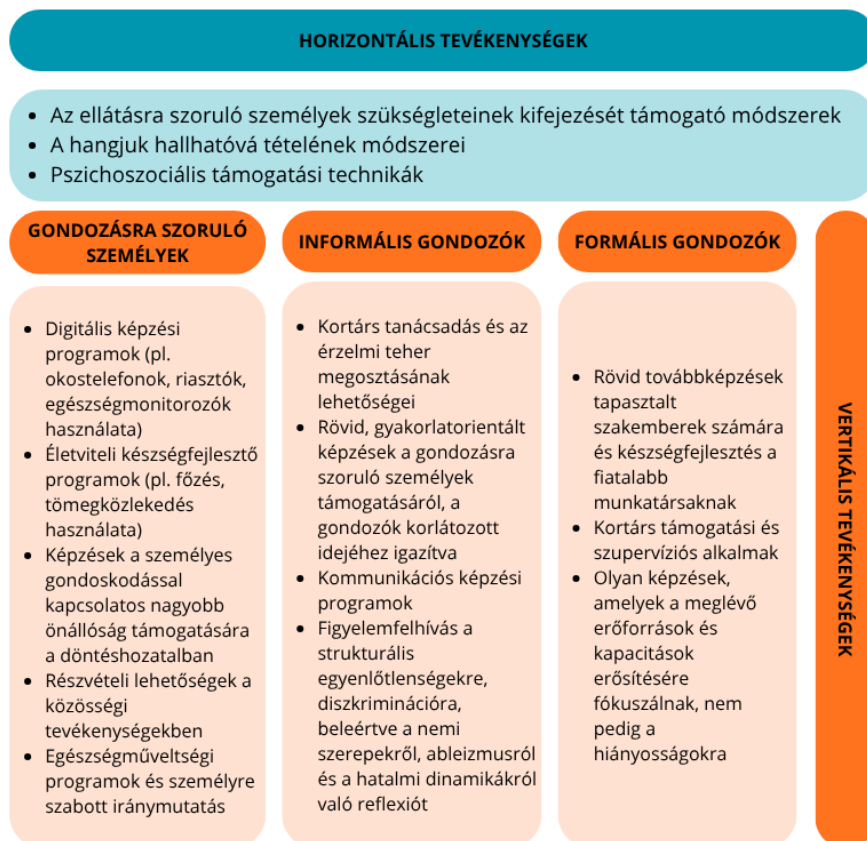 HORIZONTÁLIS TEVÉKENYSÉGEK
• Az ellátásra szoruló személyek szükségleteinek kifejezését támogató módszerek
• A hangjuk hallhatóvá tételének módszerei
• Pszichoszociális támogatási technikák
GONDOZÁSRA SZORULÓ
SZEMÉLYEK
• Digitális képzési
programok (pl.
okostelefonok, riasztók,
egészségmonitorozók
használata)
• Életviteli készségfejlesztő
programok (pl. főzés,
tömegközlekedés
használata)
• Képzések a személyes
gondoskodással
kapcsolatos nagyobb
önállóság támogatására
a döntéshozatalban
• Részvételi lehetőségek a
közösségi
tevékenységekben
• Egészségműveltségi
programok és személyre
szabott iránymutatás
INFORMÁLIS GONDOZÓK
• Kortárs tanácsadás és az
érzelmi teher
megosztásának
lehetőségei
• Rövid, gyakorlatorientált
képzések a gondozásra
szoruló személyek
támogatásáról, a
gondozók korlátozott
idejéhez igazítva
• Kommunikációs képzési
programok
• Figyelemfelhívás a
strukturális
egyenlőtlenségekre,
diszkriminációra,
beleértve a nemi
szerepekről, ableizmusról
és a hatalmi dinamikákról
való reflexiót
FORMÁLIS GONDOZÓK
• Rövid továbbképzések
tapasztalt
szakemberek számára
és készségfejlesztés a
fiatalabb
munkatársaknak
• Kortárs támogatási és
szupervíziós alkalmak
• Olyan képzések,
amelyek a meglévő
erőforrások és
kapacitások
erősítésére
fókuszálnak, nem
pedig a
hiányosságokra
VERTIKÁLIS TEVÉKENYSÉGEK